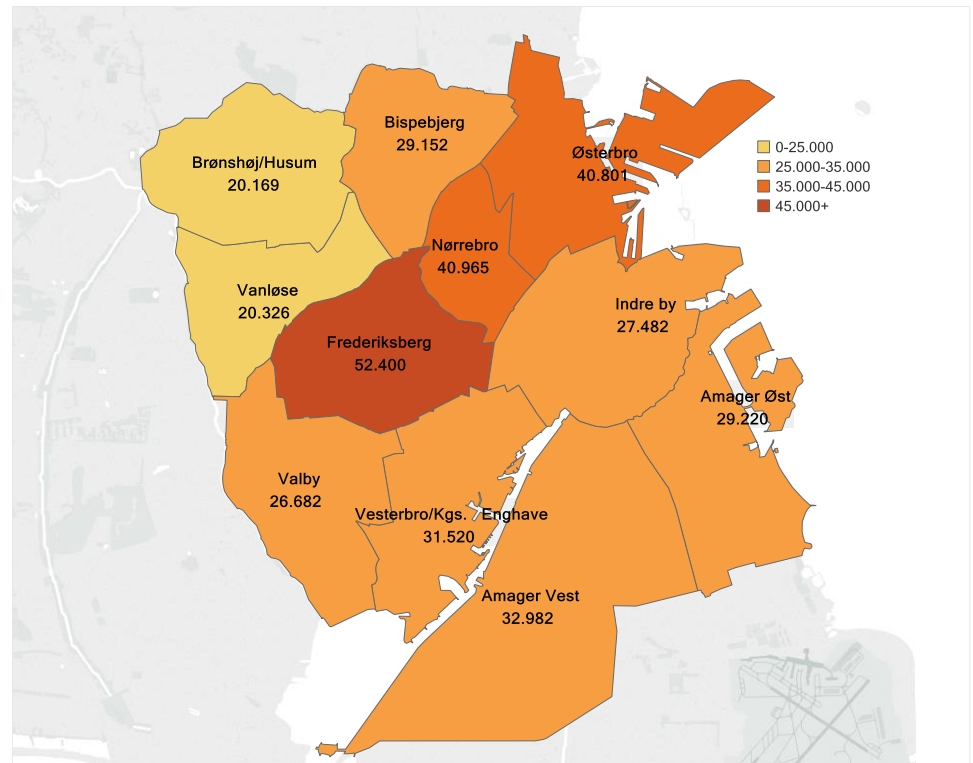 Bispebjerg
29.152
Brønshøj/Husum
20.169
Østerbro
40.801
0-25.000
25.000-35.000
35.000-45.000
45.000+
Nørrebro
40.965
Vanløse
20.326
Indre by
27.482
Frederiksberg
52.400
Amager Øst
29.220
Valby
26.682
Vesterbro/Kgs. Enghave
31.520
Amager Vest
32.982